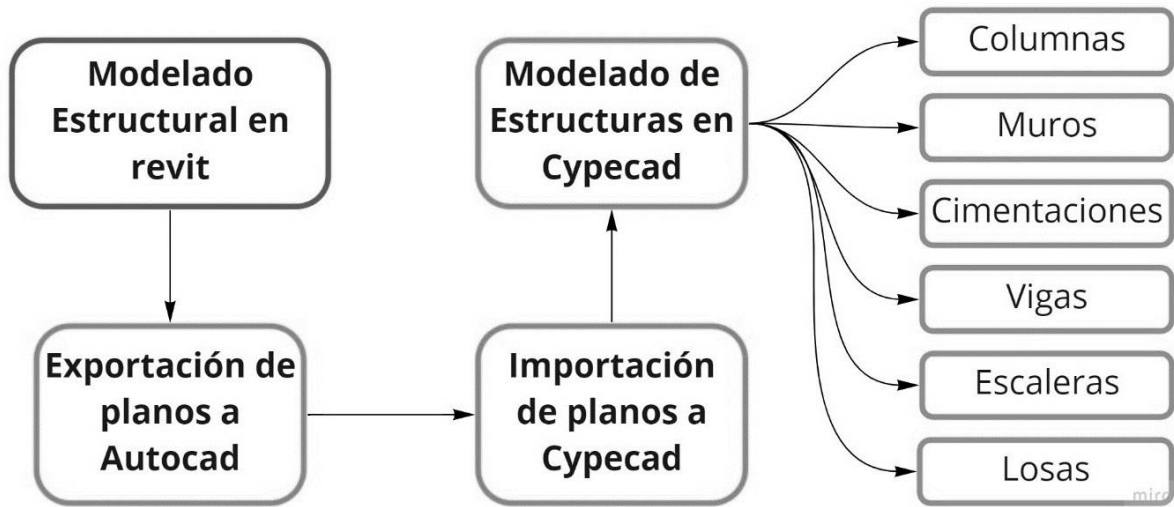 Modelado
Estructural en
revit
Exportación de
planos a
Autocad
Importación
de planos a
Cypecad
Modelado de
Estructuras en
Cypecad
Columnas
Muros
Cimentaciones
Vigas
Escaleras
Losas
miro